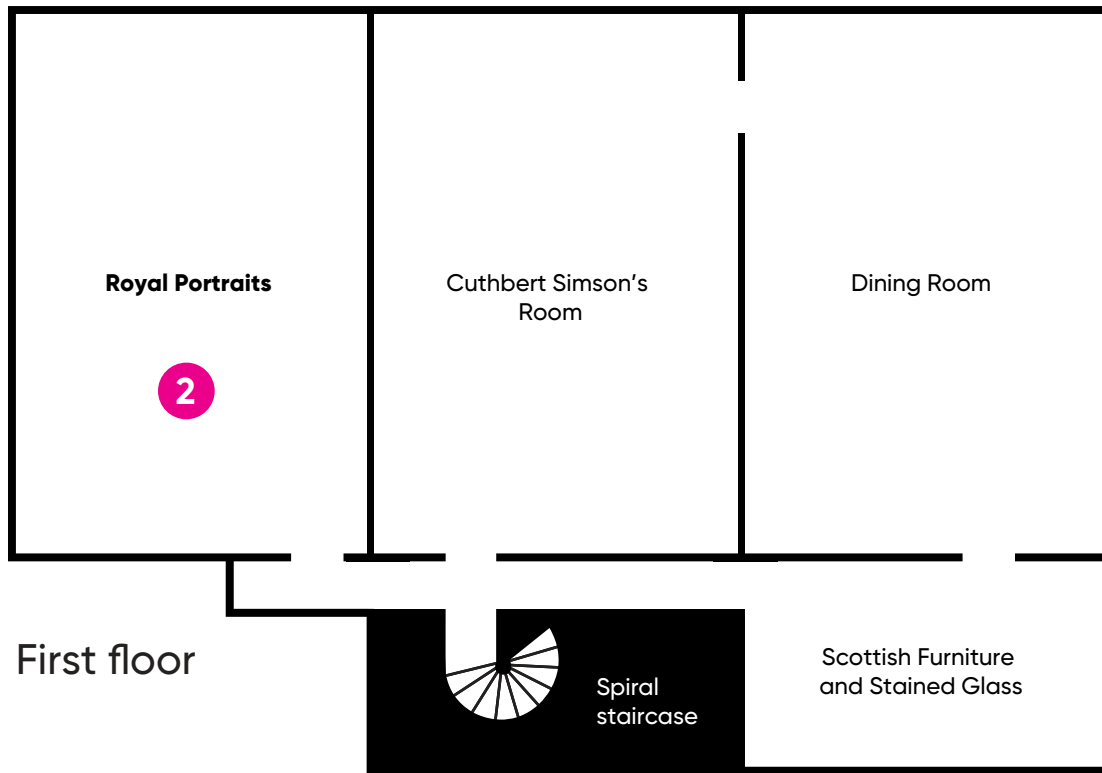 Royal Portraits
2
Cuthbert Simson’s
Room
Dining Room
First floor
Spiral
staircase
Scottish Furniture
and Stained Glass